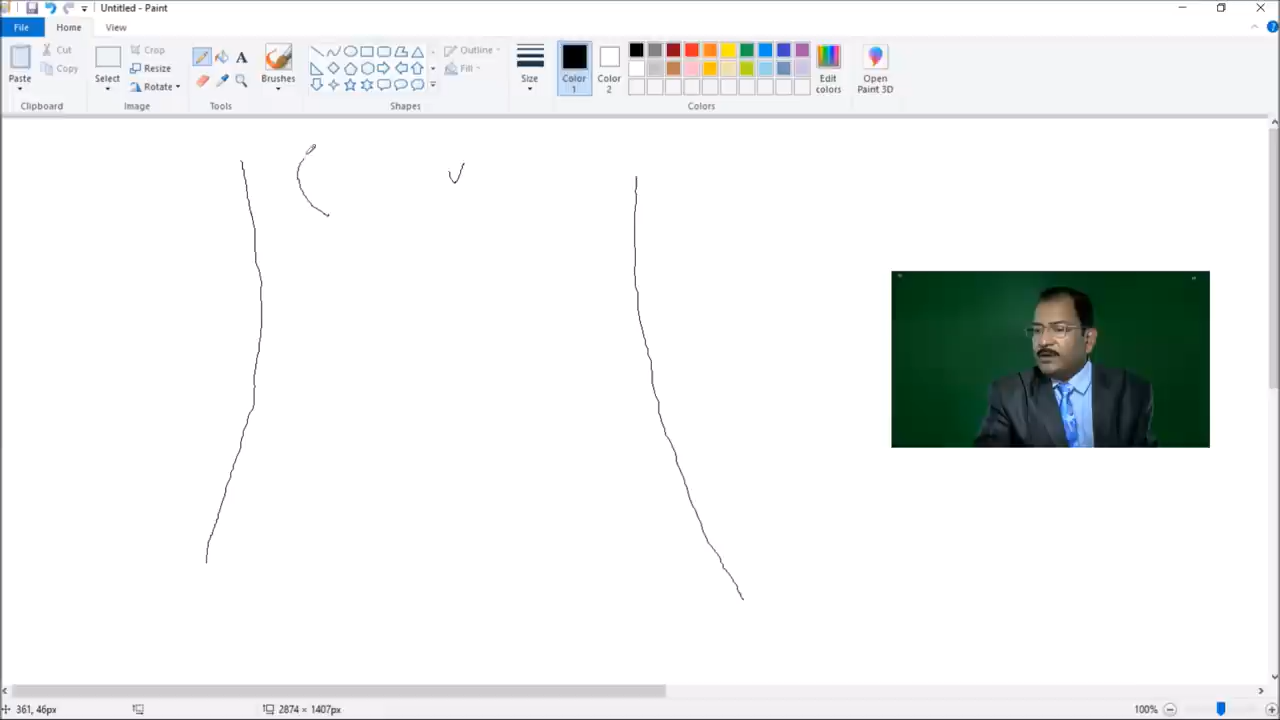 Untitled - Paint
File
Home
View
Paste
Cut
Copy
Clipboard
Select
Crop
Resize
Rotate
Image
A
Tools
Brushes
Shapes
Outline
Fill
Size
Color
1
Color
2
Colors
Edit
colors
Open
Paint 3D
361, 46px
2874 × 1407px
100%